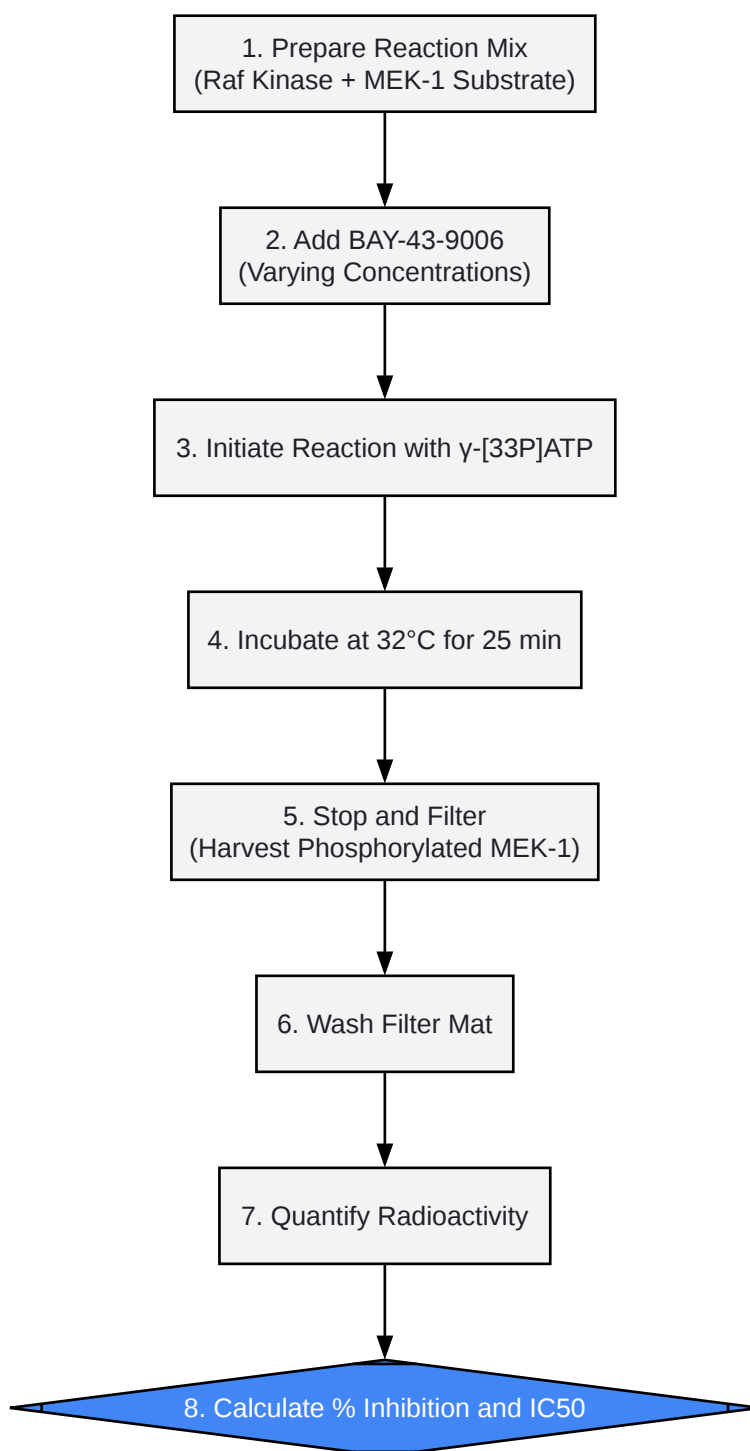 1. Prepare Reaction Mix
(Raf Kinase + MEK-1 Substrate)
2. Add BAY-43-9006
(Varying Concentrations)
3. Initiate Reaction with γ-[33P]ATP
4. Incubate at 32°C for 25 min
5. Stop and Filter
(Harvest Phosphorylated MEK-1)
6. Wash Filter Mat
7. Quantify Radioactivity
8. Calculate % Inhibition and IC50